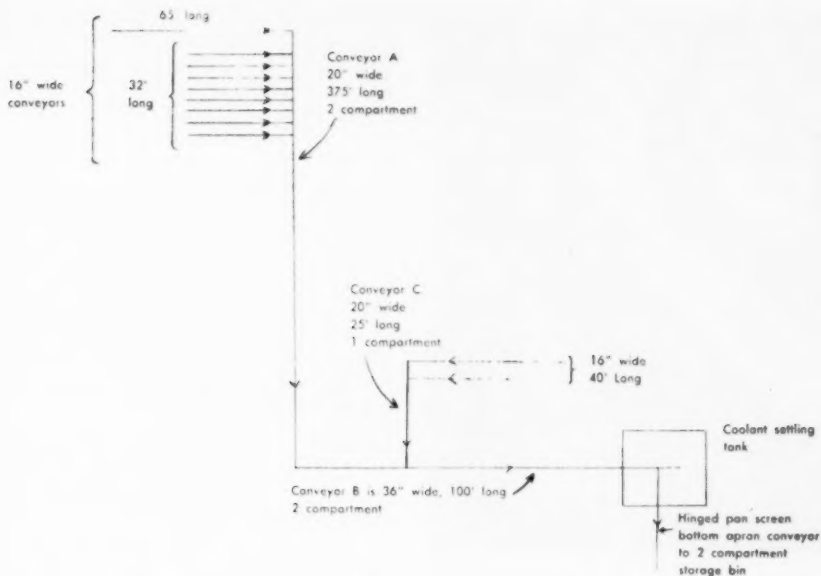 65 long
16" wide
conveyors
32'
long
Conveyor A
20" wide
375' long
2 compartment
Conveyor C
20" wide
25' long
1 compartment
16" wide
40' Long
Coolant settling
tank
Conveyor B is 36" wide, 100' long
2 compartment
Hinged pan screen
bottom apron conveyor
to 2 compartment
storage bin